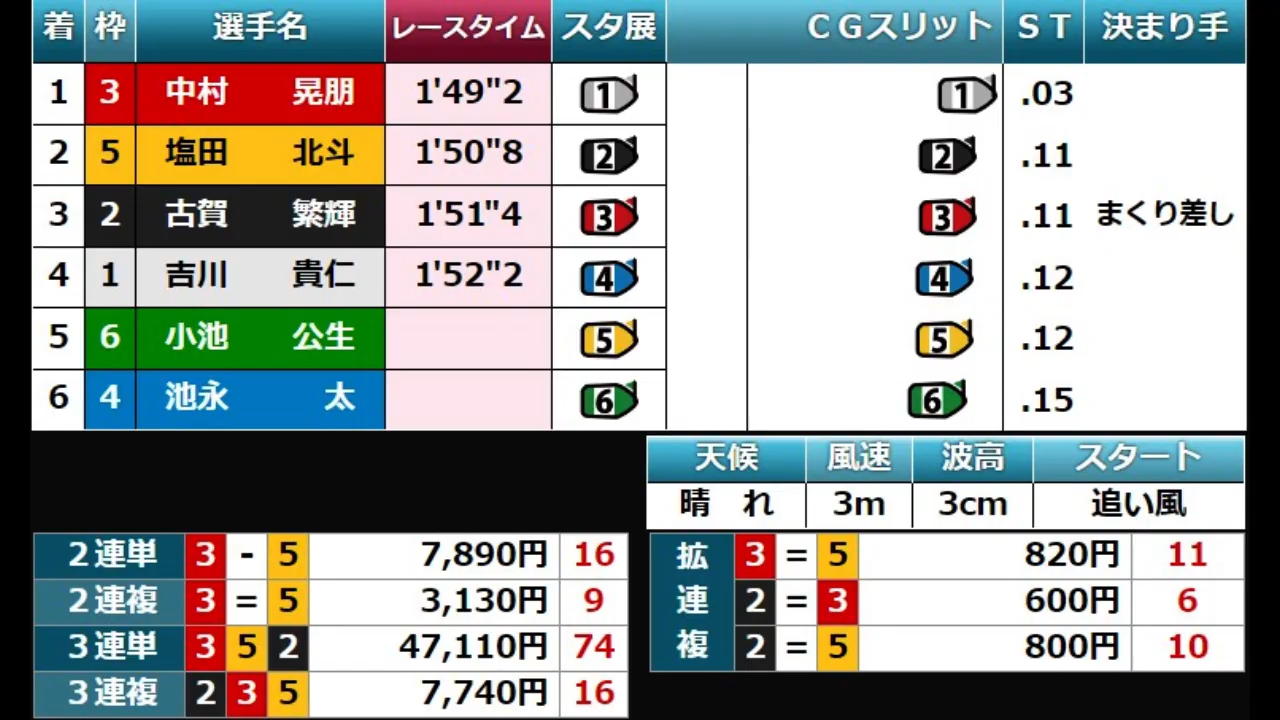 着 枠 選手名 レースタイム スタ展 CGスリット ST 決まり手
1 3 中村 晃朋 1'49"2 1 1 .03
2 5 塩田 北斗 1'50"8 2 2 .11
3 2 古賀 繁輝 1'51"4 3 3 .11 まくり差し
4 1 吉川 貴仁 1'52"2 4 4 .12
5 6 小池 公生 5 5 .12
6 4 池永 太 6 6 .15
天候 風速 波高 スタート
晴 れ 3m 3cm 追い風
2連単 3 - 5 7,890円 16
2連複 3 = 5 3,130円 9
3連単 3 5 2 47,110円 74
3連複 2 3 5 7,740円 16
拡 3 = 5 820円 11
連 2 = 3 600円 6
複 2 = 5 800円 10